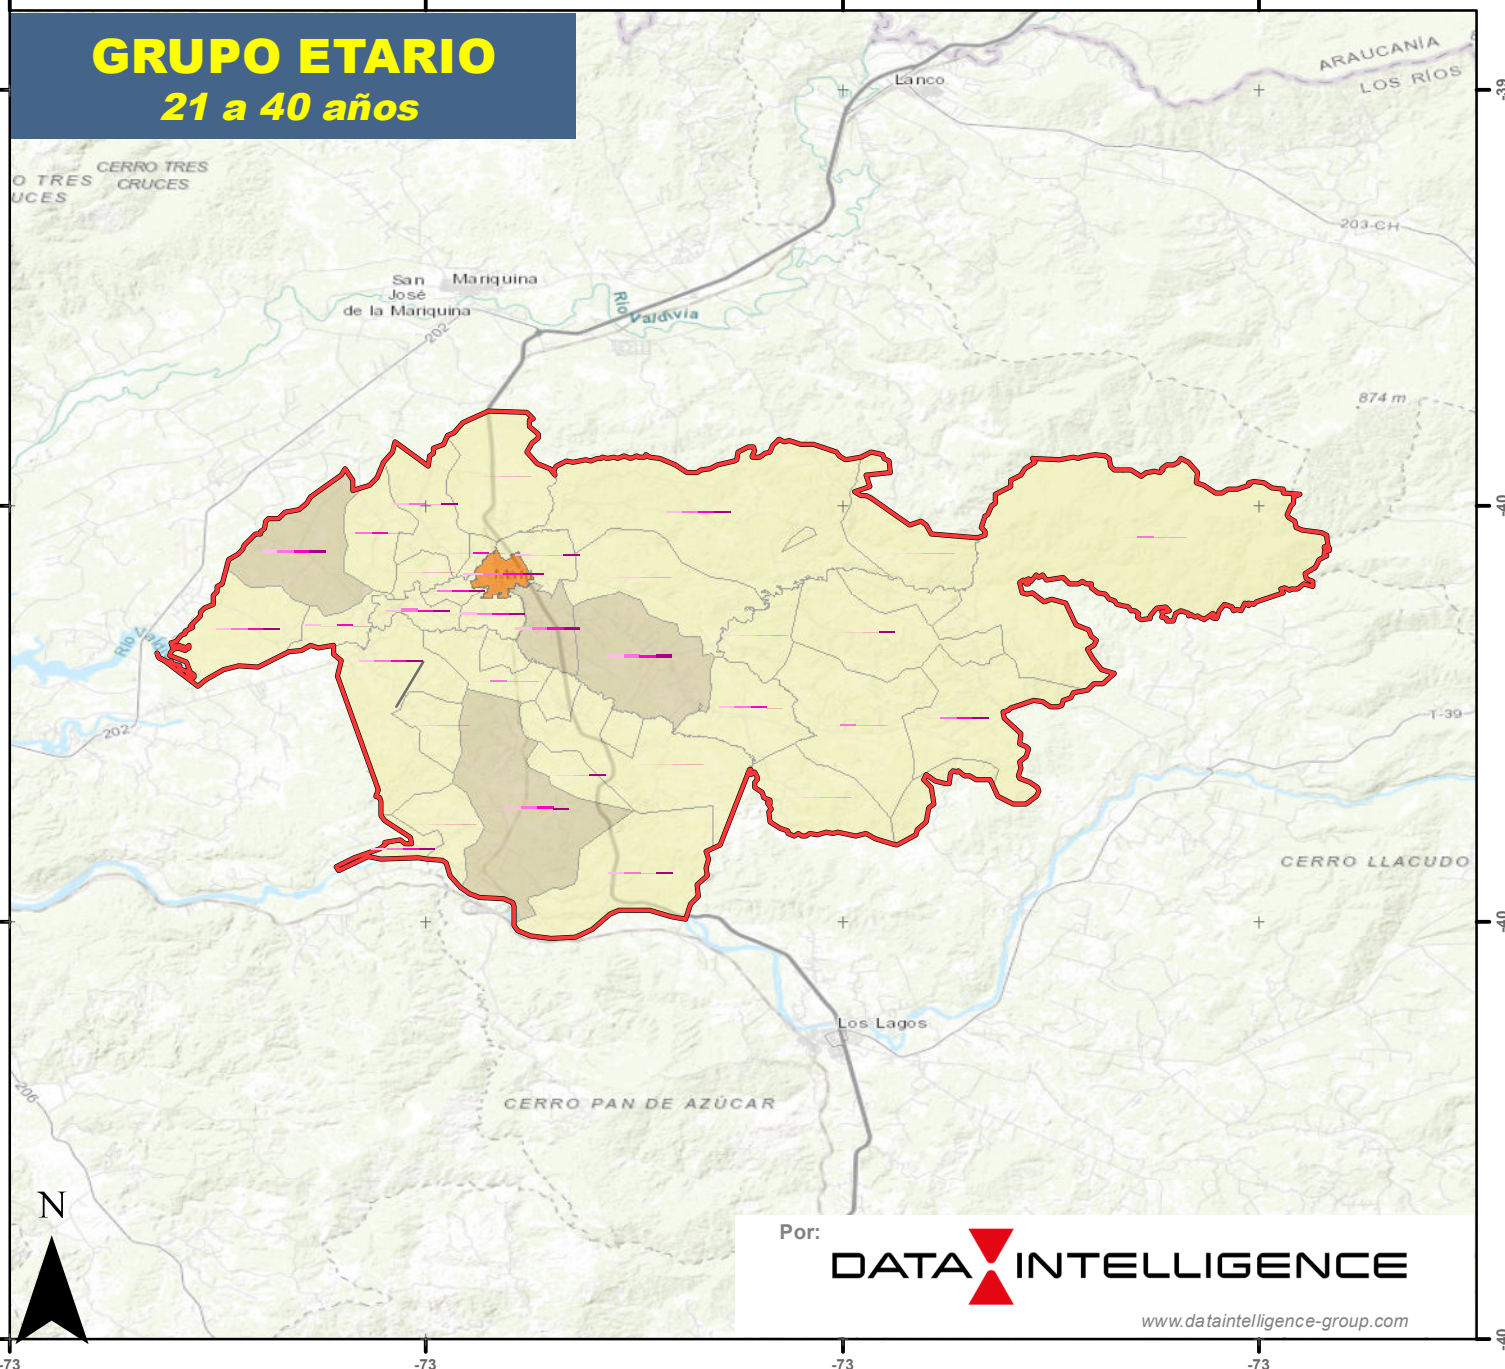 GRUPO ETARIO
21 a 40 años
ARAUCANÍA
LOS RÍOS
Lanco
-39
CERRO TRES
CRUCES
O TRES
UCES
203-CH
San
José
de la Mariquina
Mariquina
Río Valdivia
202
874 m
-40
Río
202
T-39
CERRO LLACUDO
-40
Los Lagos
206
CERRO PAN DE AZÚCAR
N
Por:
DATA INTELLIGENCE
www.dataintelligence-group.com
-40
-73
-73
-73
-73